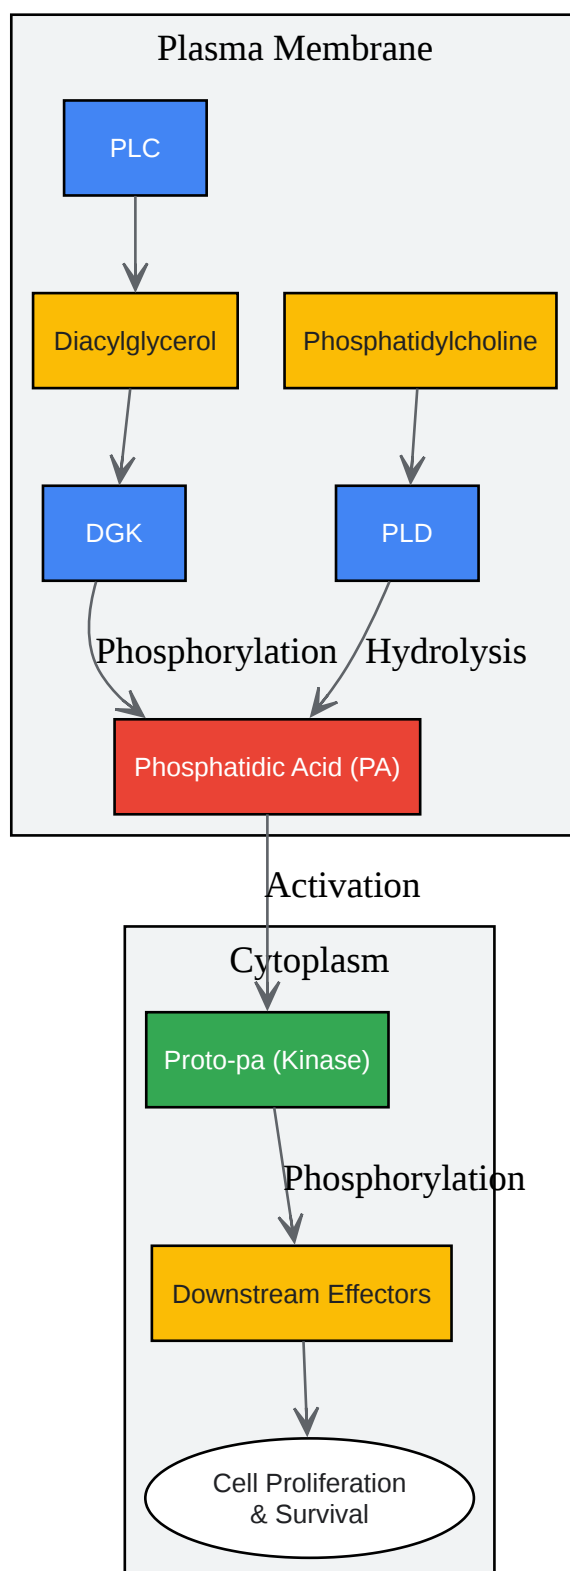 Plasma Membrane
PLC
Diacylglycerol
Phosphatidylcholine
DGK
PLD
Phosphorylation
Hydrolysis
Phosphatidic Acid (PA)
Activation
Cytoplasm
Proto-pa (Kinase)
Phosphorylation
Downstream Effectors
Cell Proliferation
& Survival